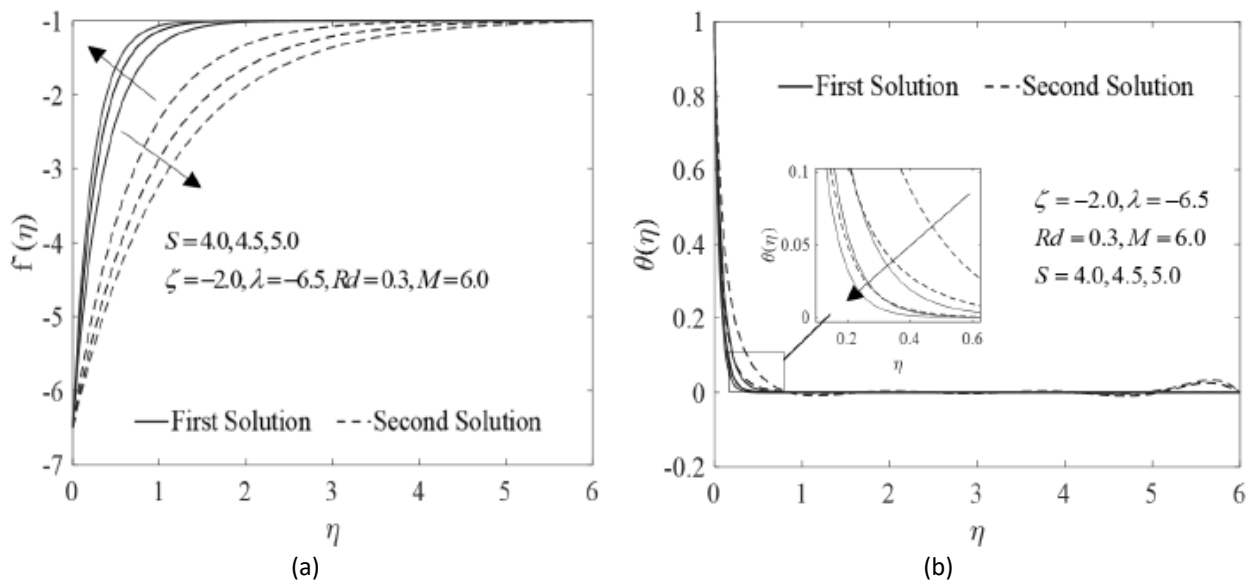 -1
-2
-3
-4
-5
-6
-7
f'(η)
S = 4.0, 4.5, 5.0
ζ = −2.0, λ = −6.5, Rd = 0.3, M = 6.0
First Solution
Second Solution
0
1
2
3
4
5
6
η
(a)
1
0.8
0.6
0.4
0.2
0
-0.2
θ(η)
First Solution
Second Solution
0.1
0.05
0
θ(η)
0.2
0.4
0.6
η
ζ = −2.0, λ = −6.5
Rd = 0.3, M = 6.0
S = 4.0, 4.5, 5.0
0
1
2
3
4
5
6
η
(b)